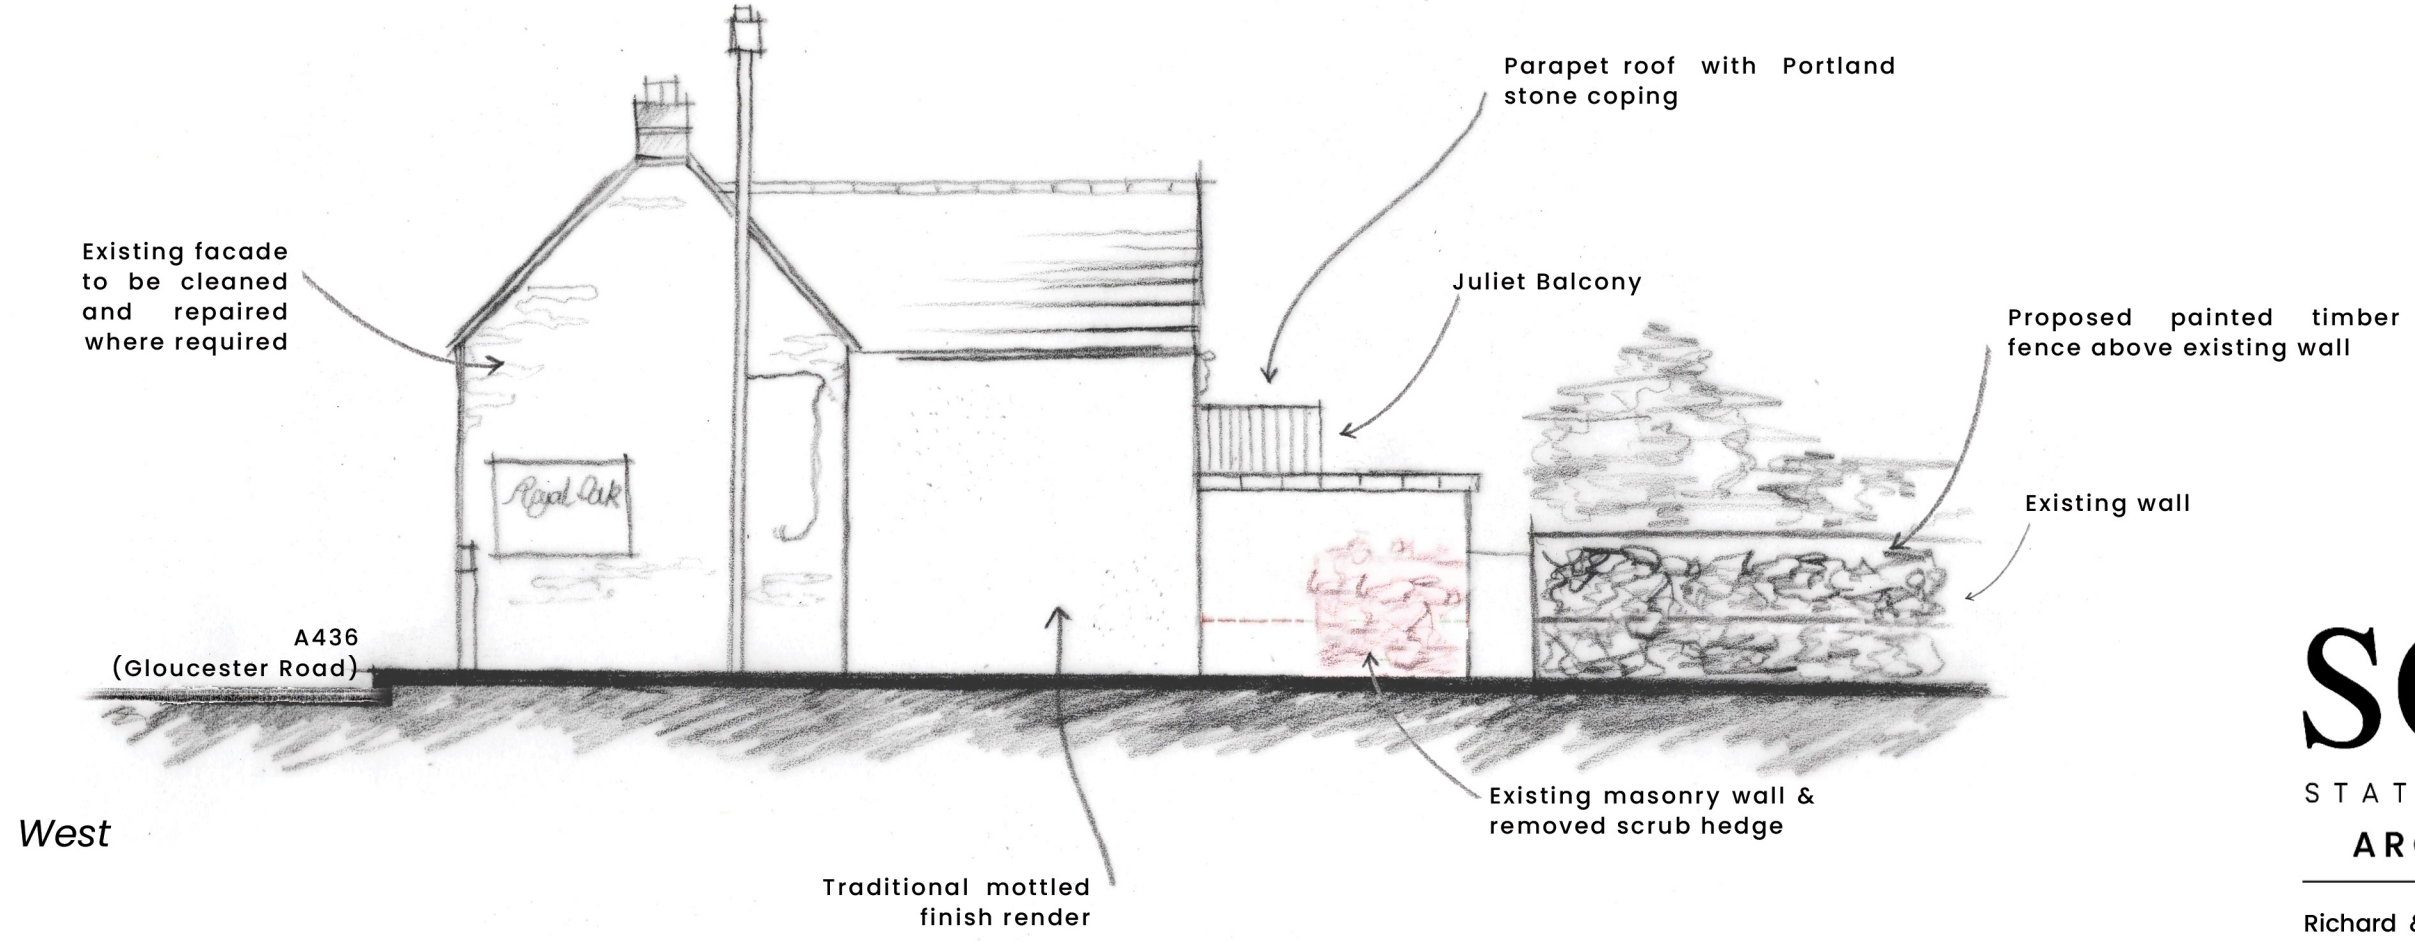 Parapet roof with Portland
stone coping
Existing facade
to be cleaned
and repaired
where required
Juliet Balcony
Proposed painted timber
fence above existing wall
Royal Oak
Existing wall
A436
(Gloucester Road)
STAT
Existing masonry wall &
removed scrub hedge
West
AR
Traditional mottled
finish render
Richard &